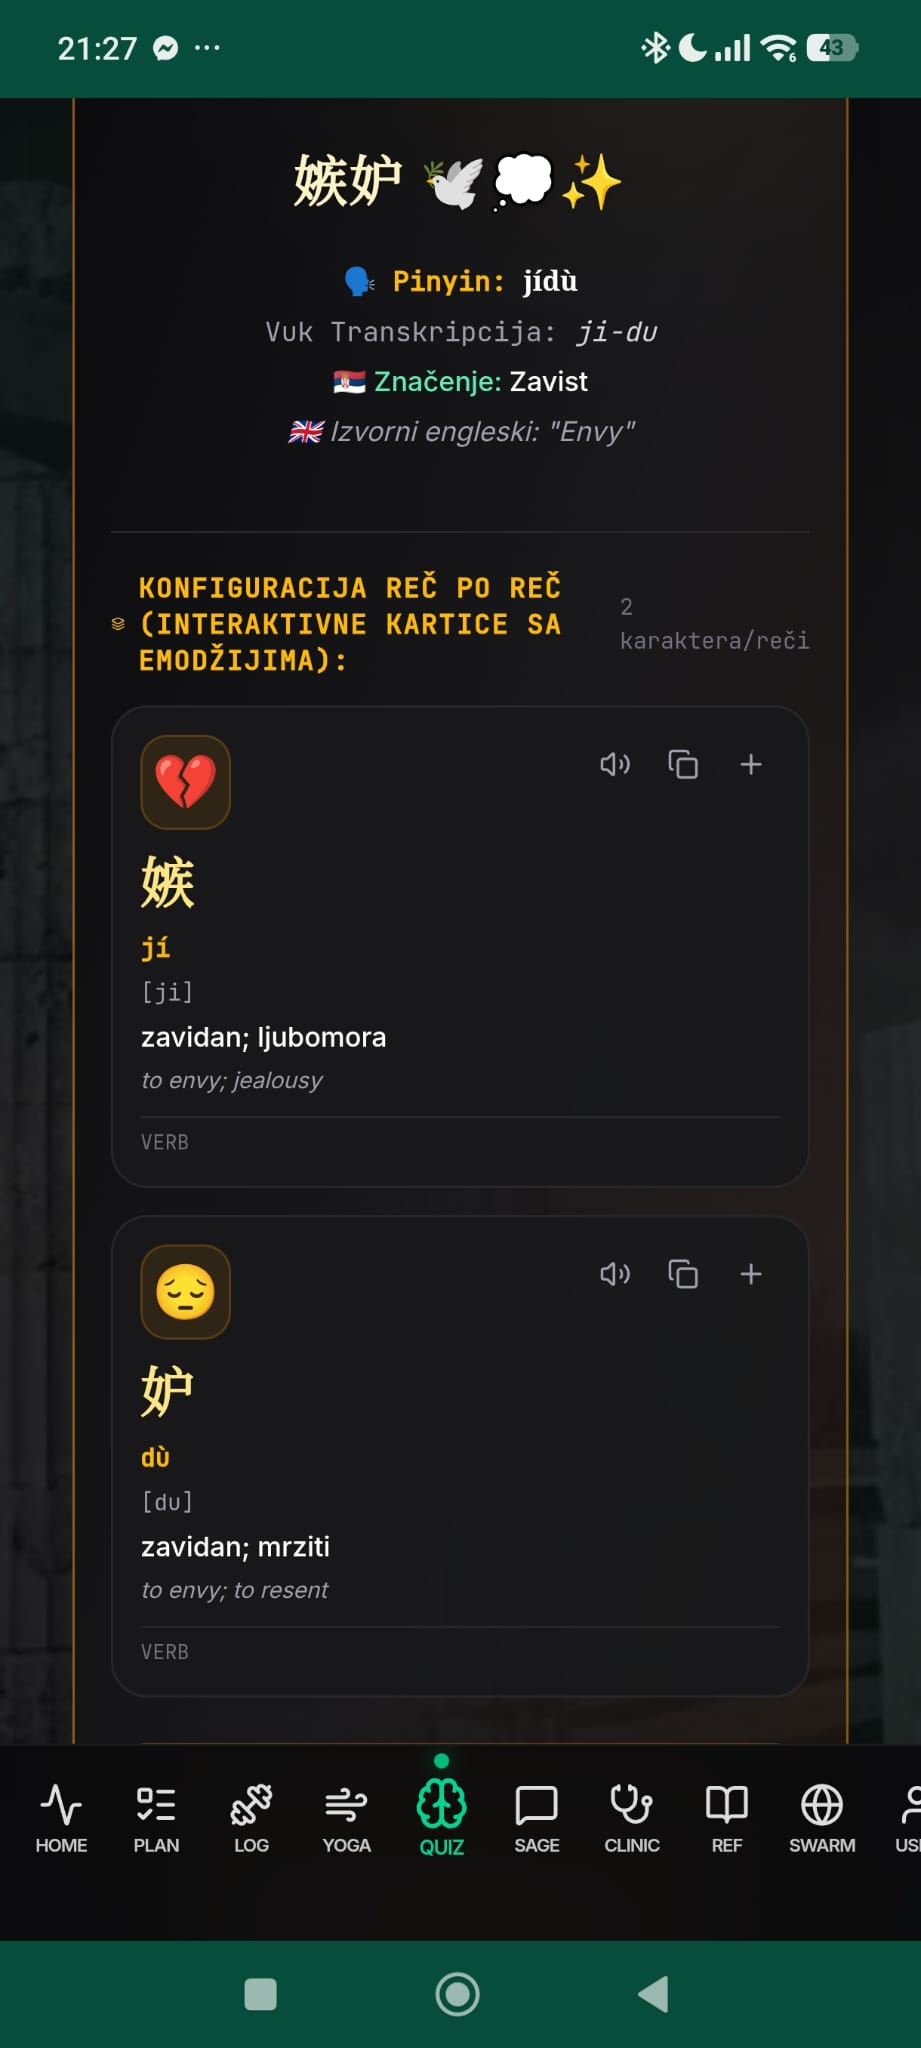 21:27
43
6
嫉妒 🕊️💭✨
🗣️ Pinyin: jídù
Vuk Transkripcija: ji-du
🇷🇸 Značenje: Zavist
🇬🇧 Izvorni engleski: "Envy"
KONFIGURACIJA REČ PO REČ
(INTERAKTIVNE KARTICE SA
EMODŽIJIMA):
2
karaktera/reči
💔
嫉
jí
[ji]
zavidan; ljubomora
to envy; jealousy
VERB
😔
妒
dù
[du]
zavidan; mrziti
to envy; to resent
VERB
HOME PLAN LOG YOGA QUIZ SAGE CLINIC REF SWARM